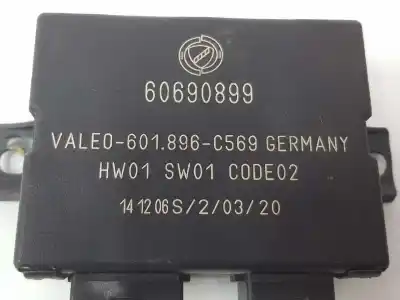 60690899
VALEO-601.896-C569 GERMANY
HW01 SW01 CODE02
141206S/2/03/20